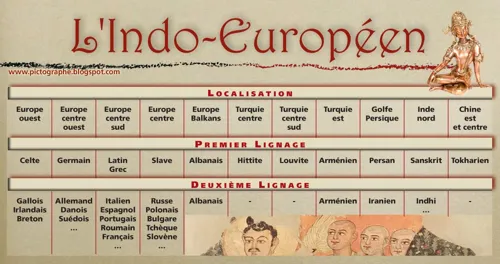 L'Indo-Européen
www.pictographe.blogspot.com
Localisation
Europe ouest | Europe centre ouest | Europe centre sud | Europe centre | Europe Balkans | Turquie centre | Turquie centre sud | Turquie est | Golfe Persique | Inde nord | Chine est et centre
Premier Lignage
Celte | Germain | Latin Grec | Slave | Albanais | Hittite | Louvite | Arménien | Persan | Sanskrit | Tokharien
Deuxième Lignage
Gallois Irlandais Breton | Allemand Danois Suédois ... | Italien Espagnol Portugais Roumain Français ... | Russe Polonais Bulgare Tchèque Slovène ... | Albanais | - | - | Arménien | Iranien | Indhi ... | -